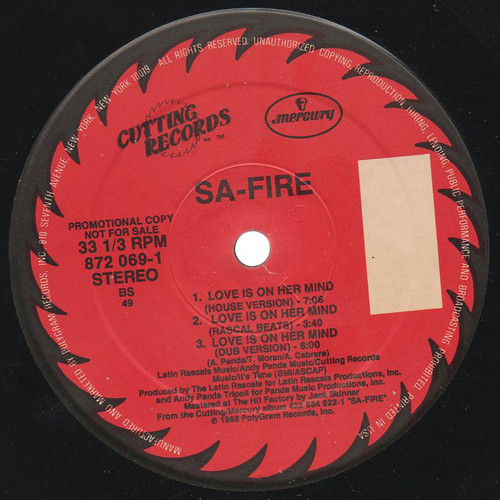 MANUFACTURED AND MARKETED BY POLYGRAM RECORDS, INC. 810 SEVENTH AVENUE, NEW YORK, NEW YORK 10019 ALL RIGHTS RESERVED. UNAUTHORIZED COPYING, REPRODUCTION, HIRING, LENDING, PUBLIC PERFORMANCE AND BROADCASTING PROHIBITED. PRINTED IN USA
CUTTING
RECORDS
INC. TM
mercury
SA-FIRE
PROMOTIONAL COPY
NOT FOR SALE
33 1/3 RPM
872 069-1
STEREO
BS
49
1. LOVE IS ON HER MIND
(HOUSE VERSION) - 7:06
2. LOVE IS ON HER MIND
(RASCAL BEATS) - 3:40
3. LOVE IS ON HER MIND
(DUB VERSION) - 6:00
(A. Panda/T. Moran/A. Cabrera)
Latin Rascals Music/Andy Panda Music/Cutting Records
Music/It's Time (BMI/ASCAP)
Produced by The Latin Rascals for Latin Rascals Productions, Inc.
and Andy Panda Tripoli for Panda Music Productions, Inc.
Mastered at The Hit Factory by Jack Skinner
From the Cutting/Mercury album 422 834 922-1 "SA-FIRE"
℗ 1988 PolyGram Records, Inc.